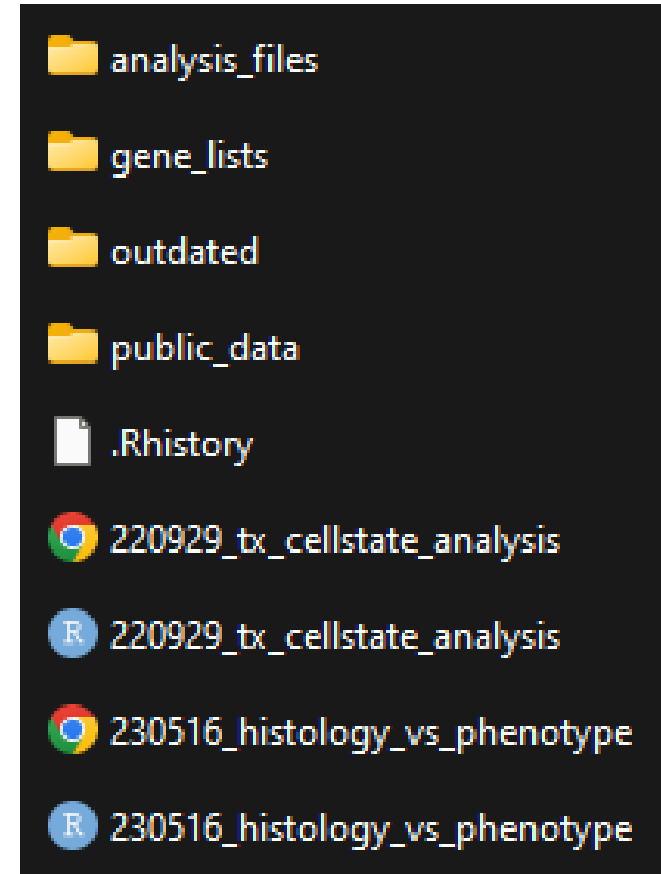 analysis_files
gene_lists
outdated
public_data
.Rhistory
220929_tx_cellstate_analysis
R 220929_tx_cellstate_analysis
230516_histology_vs_phenotype
R 230516_histology_vs_phenotype